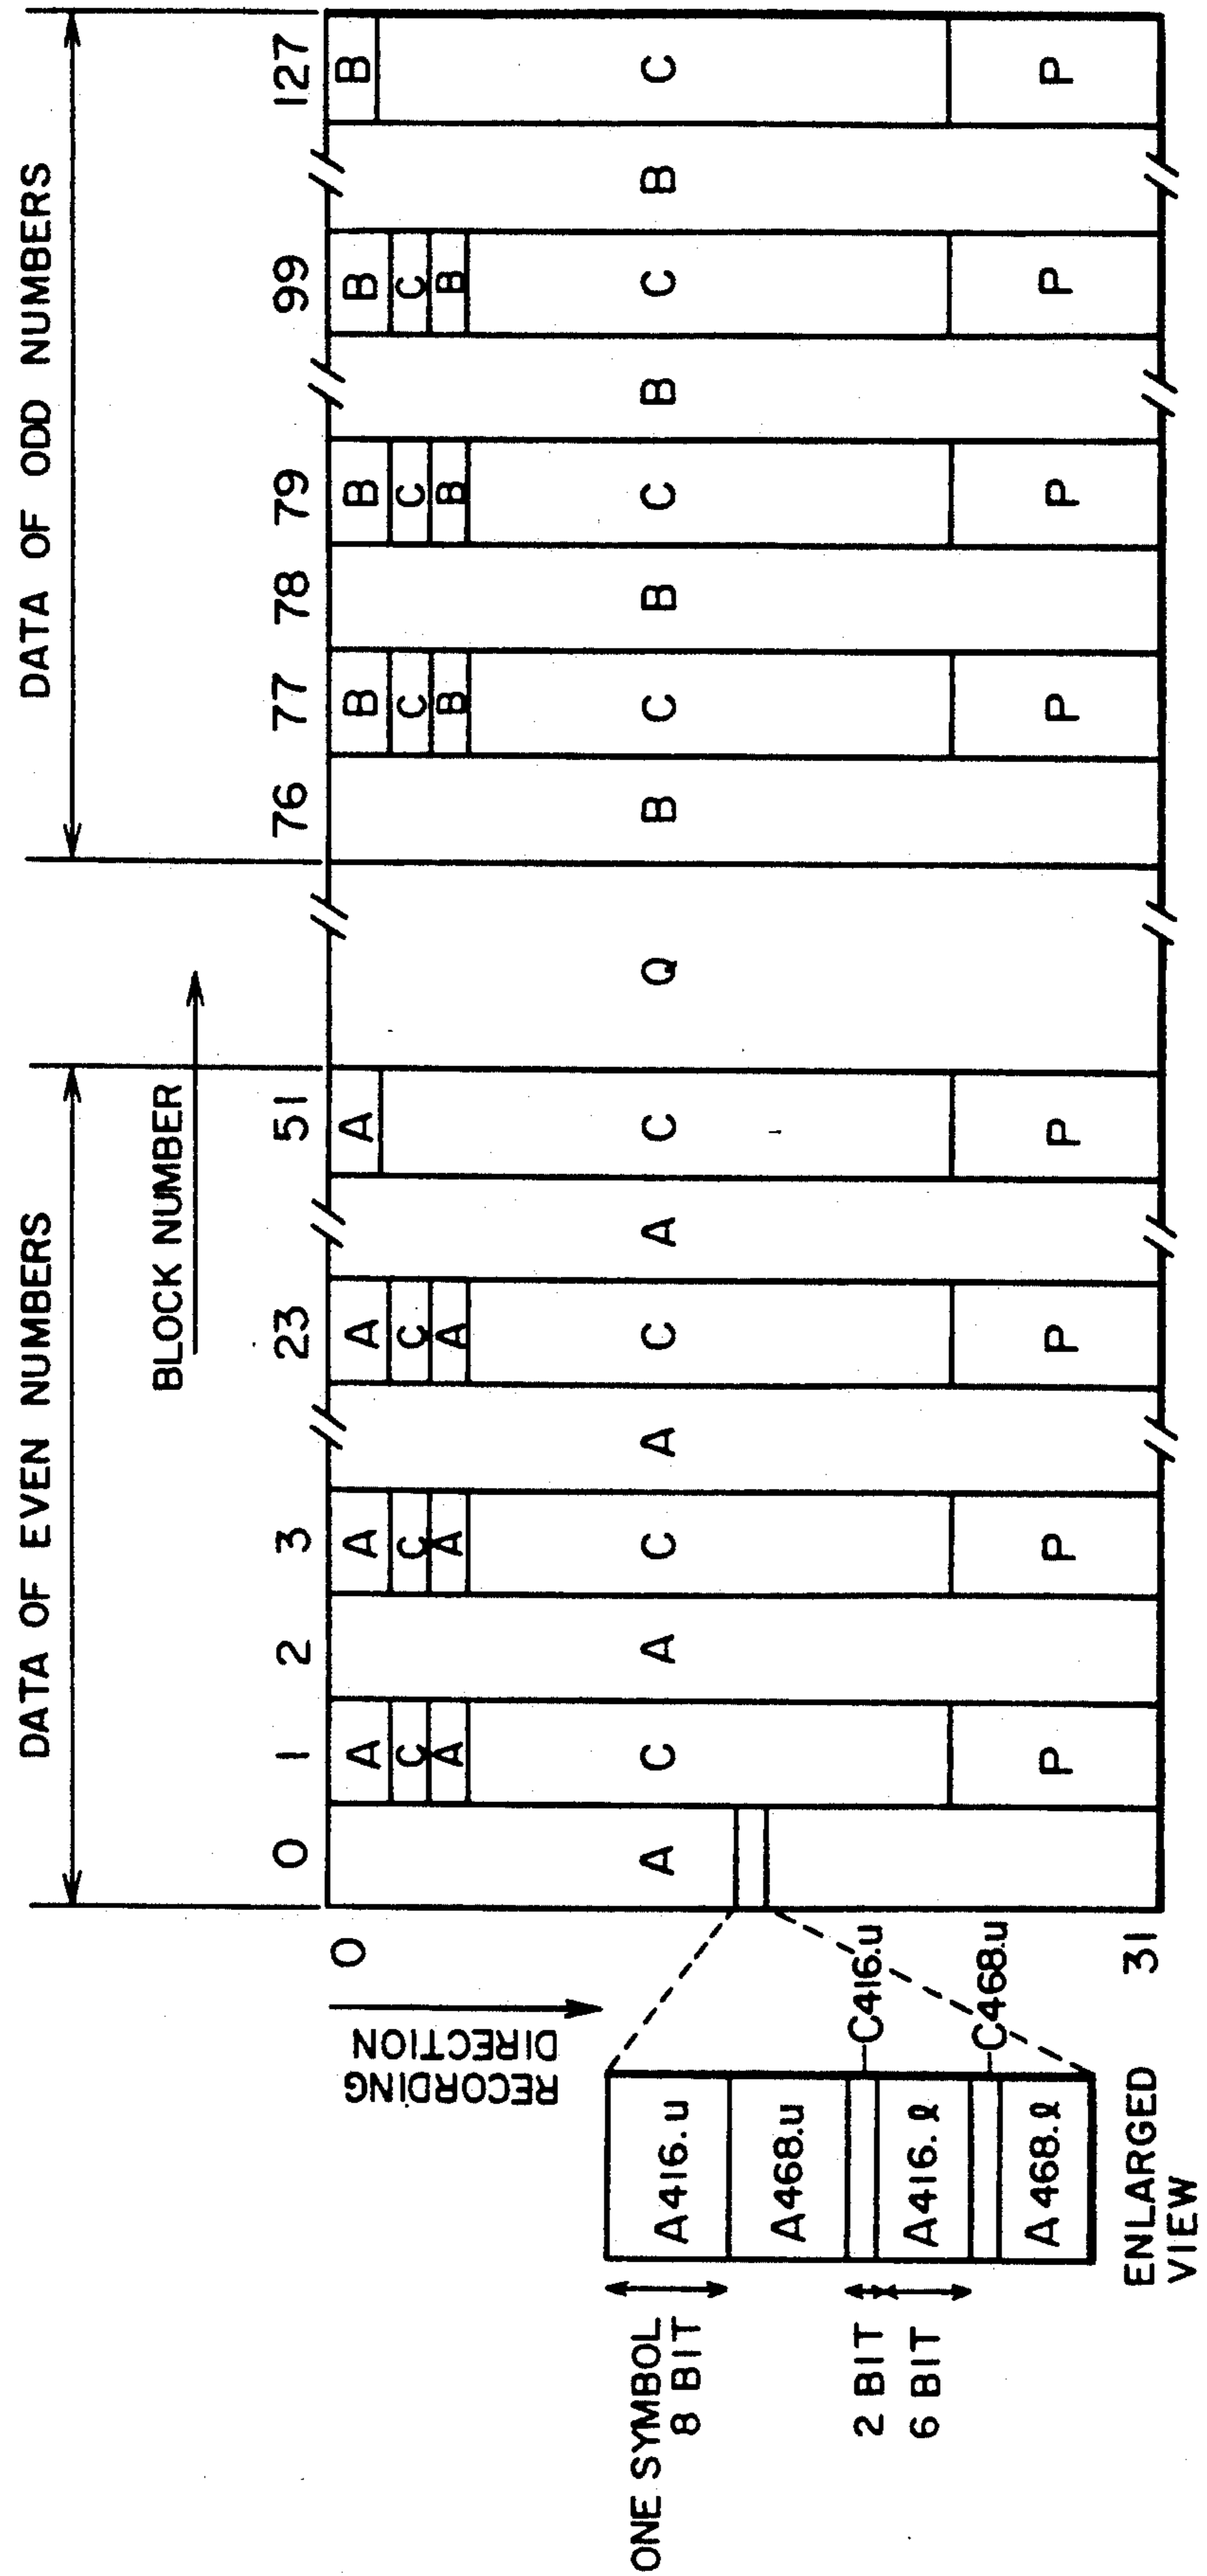 DATA OF EVEN NUMBERS
DATA OF ODD NUMBERS
BLOCK NUMBER
0 1 2 3 23 51 76 77 78 79 99 127
0
A A A A A A B B B B B
C C C C C C
A A A B B B
A C A C A C A C Q B C B C B C B C
P P P P P P P P
31
RECORDING
DIRECTION
ONE SYMBOL
8 BIT
2 BIT
6 BIT
A416.u
A468.u
C416.u
A416.ℓ
C468.u
A468.ℓ
ENLARGED
VIEW